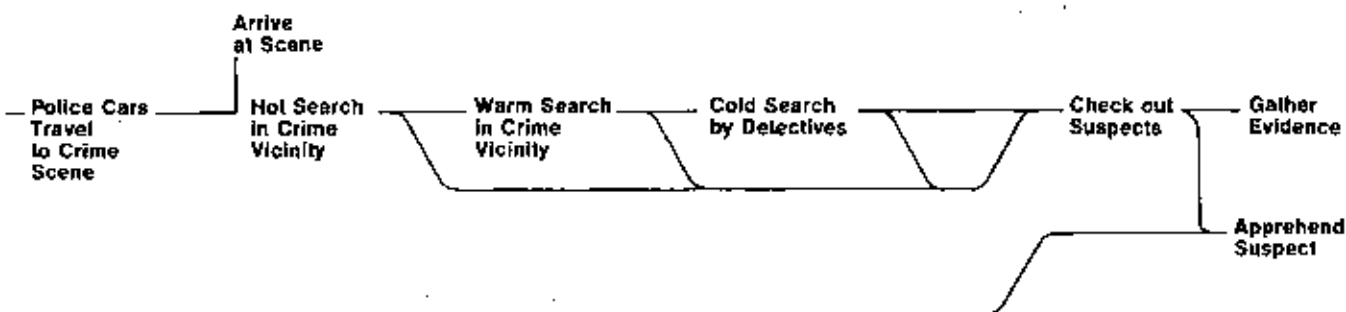 Arrive
at Scene
Police Cars
Travel
to Crime
Scene
Hot Search
in Crime
Vicinity
Warm Search
in Crime
Vicinity
Cold Search
by Detectives
Check out
Suspects
Gather
Evidence
Apprehend
Suspect